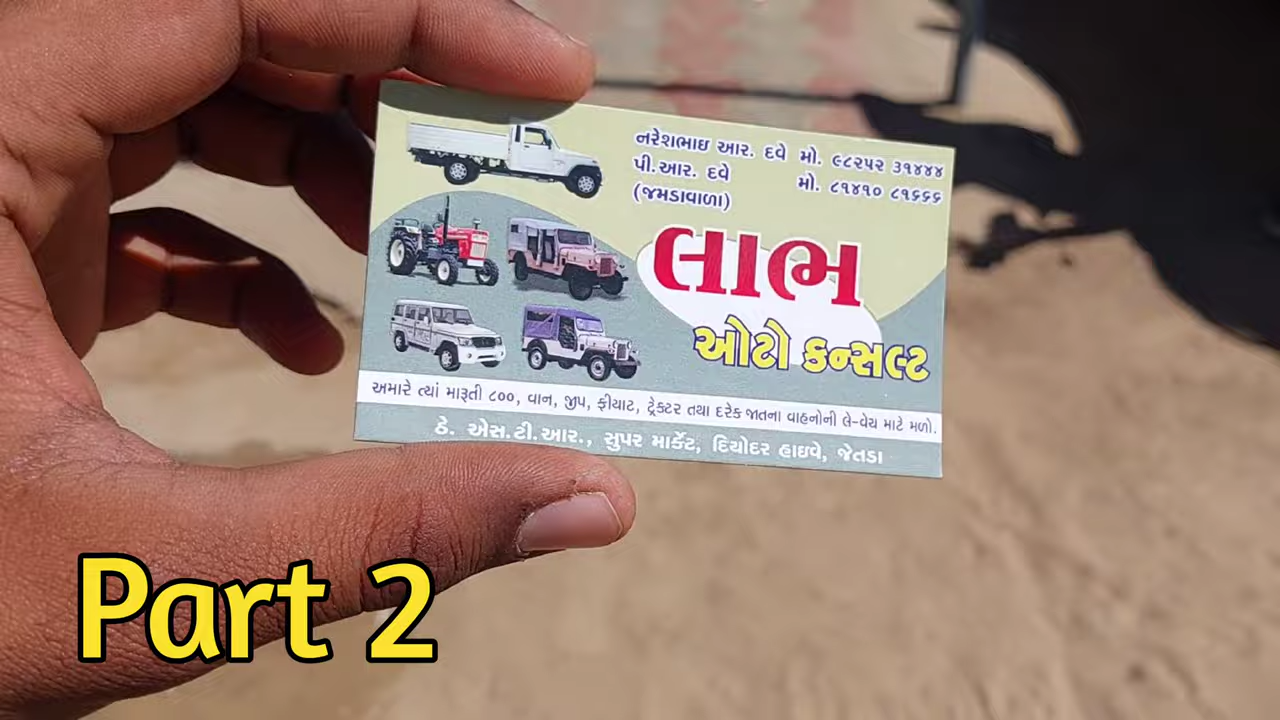 નરેશભાઇ આર. દવે મો. ૯૮૨૫૨ ૩૧૪૪૪
પી.આર. દવે મો. ૮૧૪૧૦ ૮૧૬૬૬
(જમડાવાળા)
લાભ
ઓટો કન્સલ્ટ
અમારે ત્યાં મારૂતી ૮૦૦, વાન, જીપ, ફીયાટ, ટ્રેક્ટર તથા દરેક જાતના વાહનોની લે-વેચ માટે મળો.
ઠે. એસ.ટી.આર., સુપર માર્કેટ, દિયોદર હાઇવે, જેતડા
Part 2